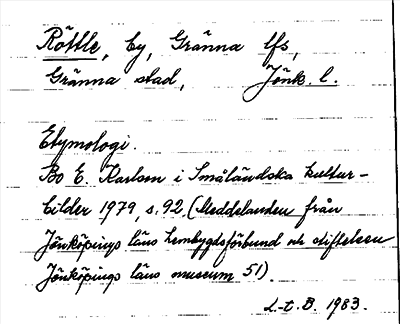 Röttle, by, Gränna lfs,
Gränna stad, Jönk. l.
Etymologi.
Bo E. Karlson i Småländska kultur-
bilder 1979, s. 92 (Meddelanden från
Jönköpings läns hembygdsförbund och stiftelsen
Jönköpings läns museum 51).
L-t. B. 1983.